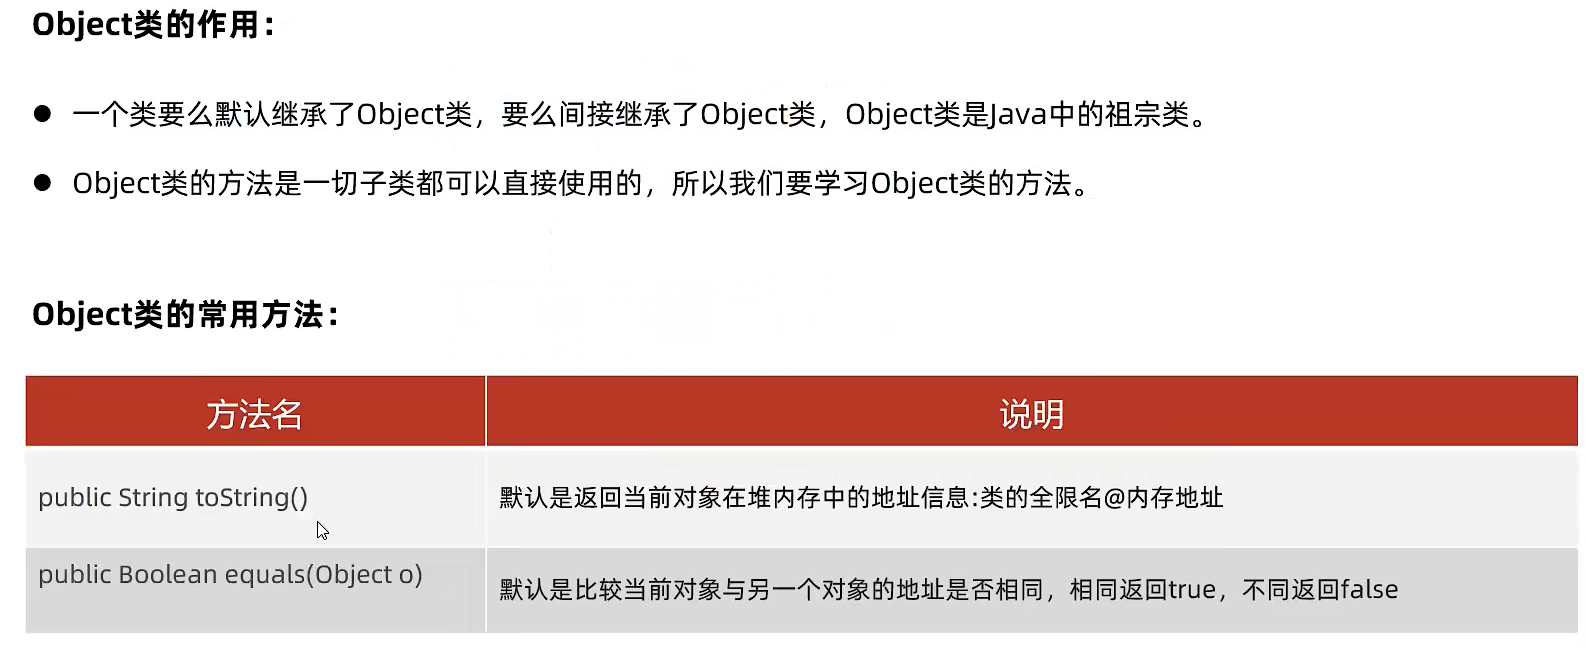 Object类的作用：
一个类要么默认继承了Object类，要么间接继承了Object类，Object类是Java中的祖宗类。
Object类的方法是一切子类都可以直接使用的，所以我们要学习Object类的方法。
Object类的常用方法：
方法名 说明
public String toString() 默认是返回当前对象在堆内存中的地址信息:类的全限名@内存地址
public Boolean equals(Object o) 默认是比较当前对象与另一个对象的地址是否相同，相同返回true，不同返回false